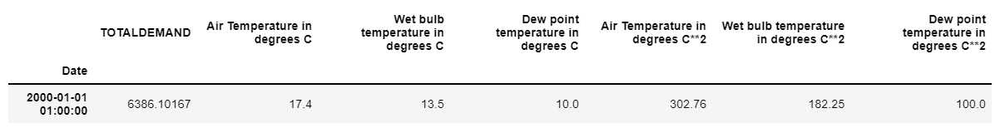 TOTALDEMAND
Air Temperature in
degrees C
Wet bulb
temperature in
degrees C
Dew point
temperature in
degrees C
Air Temperature in
degrees C**2
Wet bulb temperature
in degrees C**2
Dew point
temperature in
degrees C**2
Date
2000-01-01
01:00:00
6386.10167
17.4
13.5
10.0
302.76
182.25
100.0